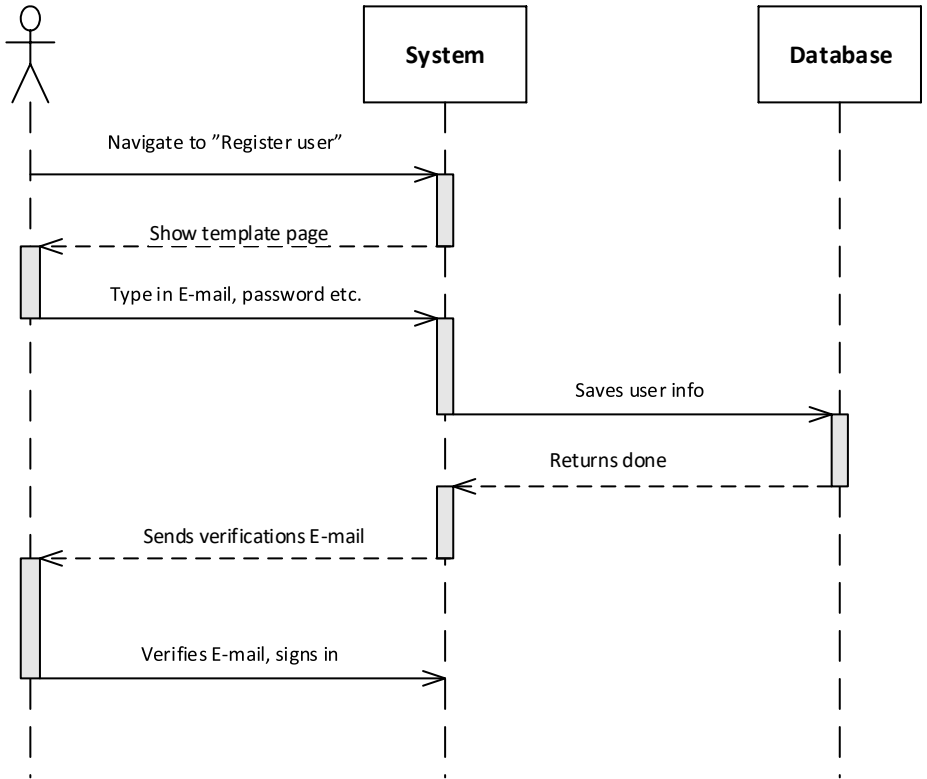 System
Database
Navigate to ”Register user”
Show template page
Type in E-mail, password etc.
Saves user info
Returns done
Sends verifications E-mail
Verifies E-mail, signs in